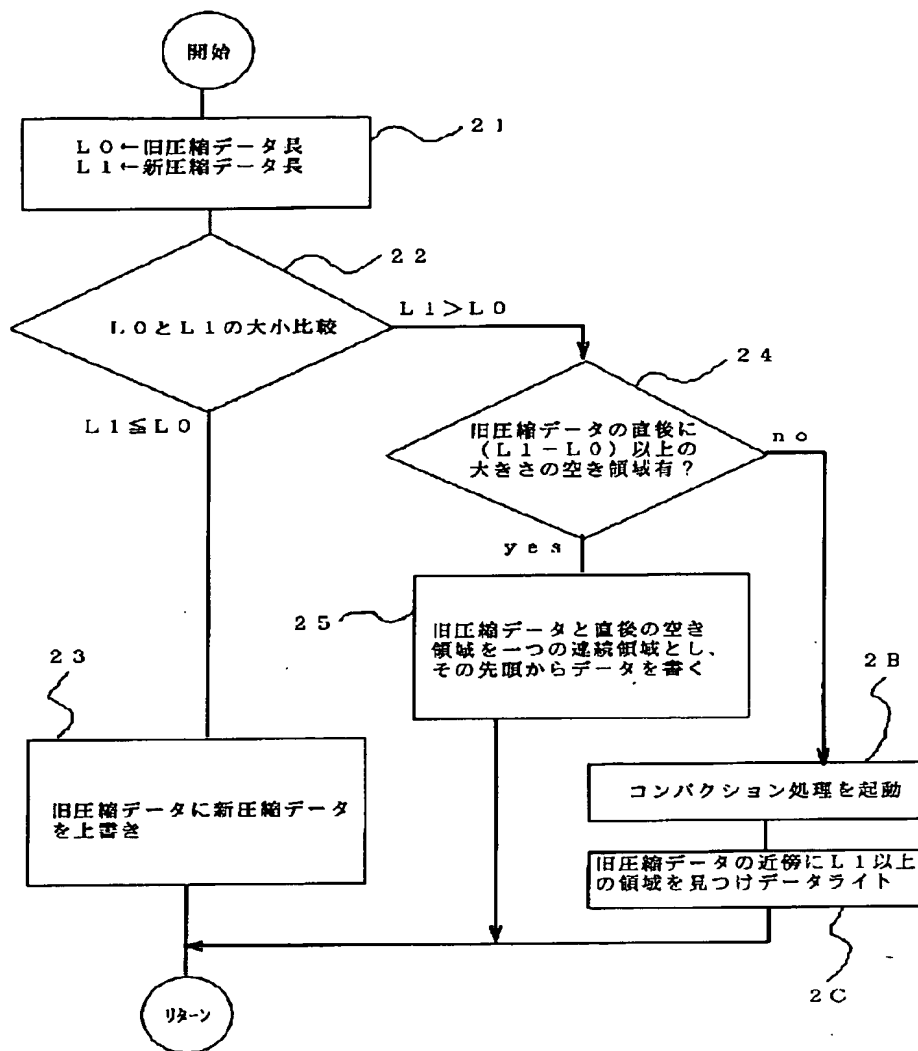 開始
21
L0←旧圧縮データ長
L1←新圧縮データ長
22
L0とL1の大小比較
L1>L0
24
L1≦L0
旧圧縮データの直後に
(L1-L0)以上の
大きさの空き領域有?
no
yes
25
旧圧縮データと直後の空き
領域を一つの連続領域とし、
その先頭からデータを書く
23
2B
コンパクション処理を起動
旧圧縮データに新圧縮データ
を上書き
旧圧縮データの近傍にL1以上
の領域を見つけデータライト
2C
リターン